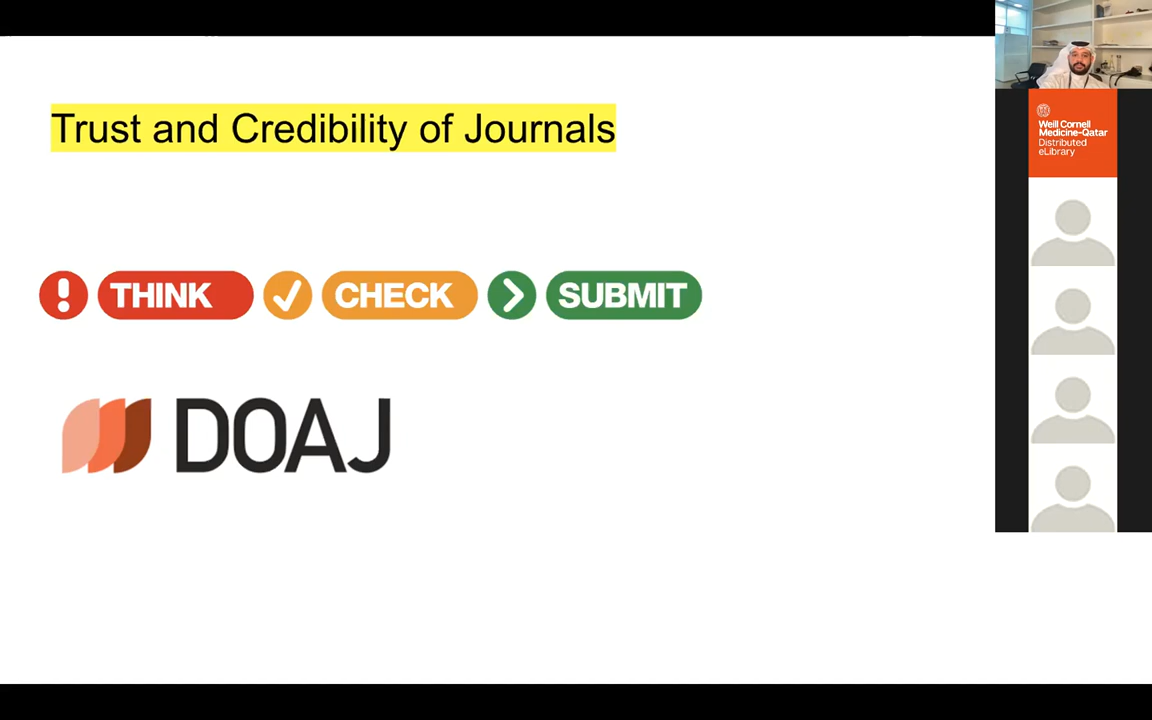 Trust and Credibility of Journals
THINK CHECK SUBMIT
DOAJ
Weill Cornell
Medicine-Qatar
Distributed
eLibrary